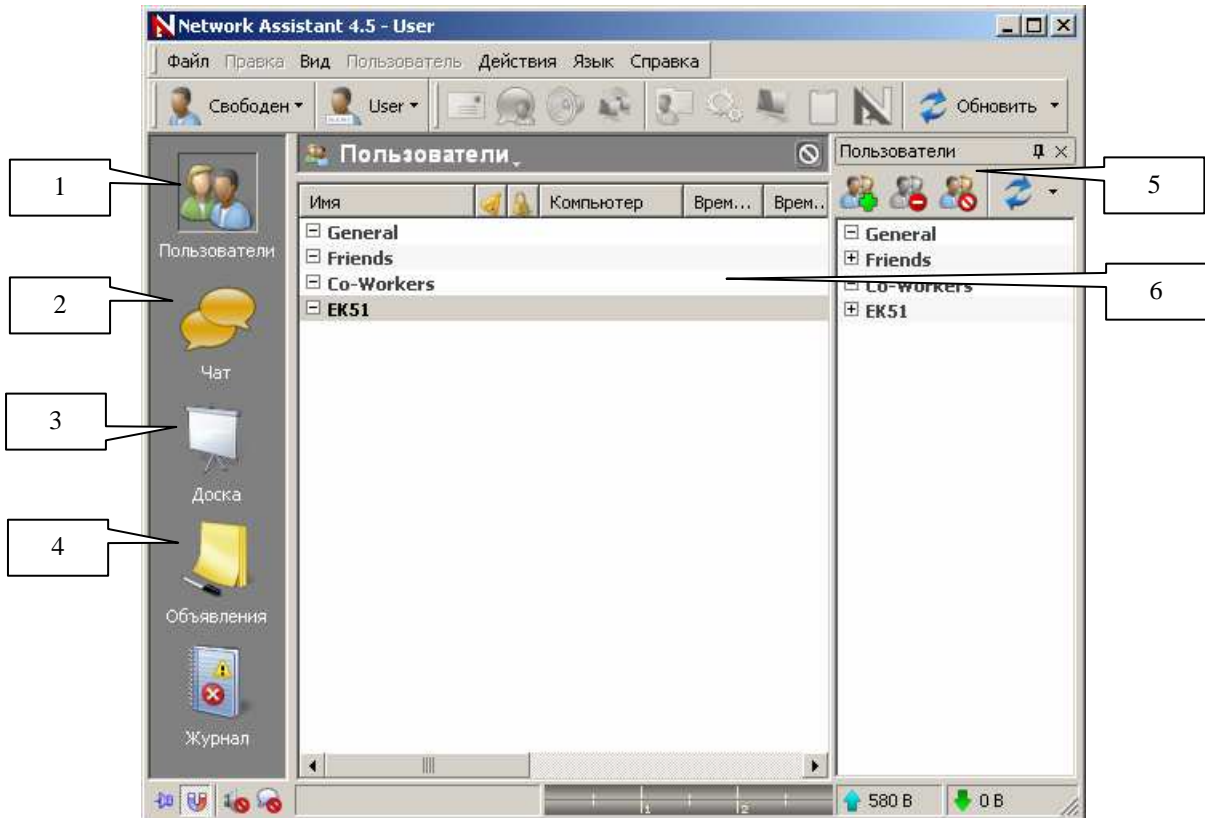 Network Assistant 4.5 - User
Файл Правка Вид Пользователь Действия Язык Справка
Свободен User Обновить
Пользователи
Пользователи
Имя Компьютер Врем... Врем..
General
Friends
Co-Workers
EK51
General
Friends
Co-Workers
EK51
Пользователи
Чат
Доска
Объявления
Журнал
1
2
3
4
5
6
1 2
580 B 0 B